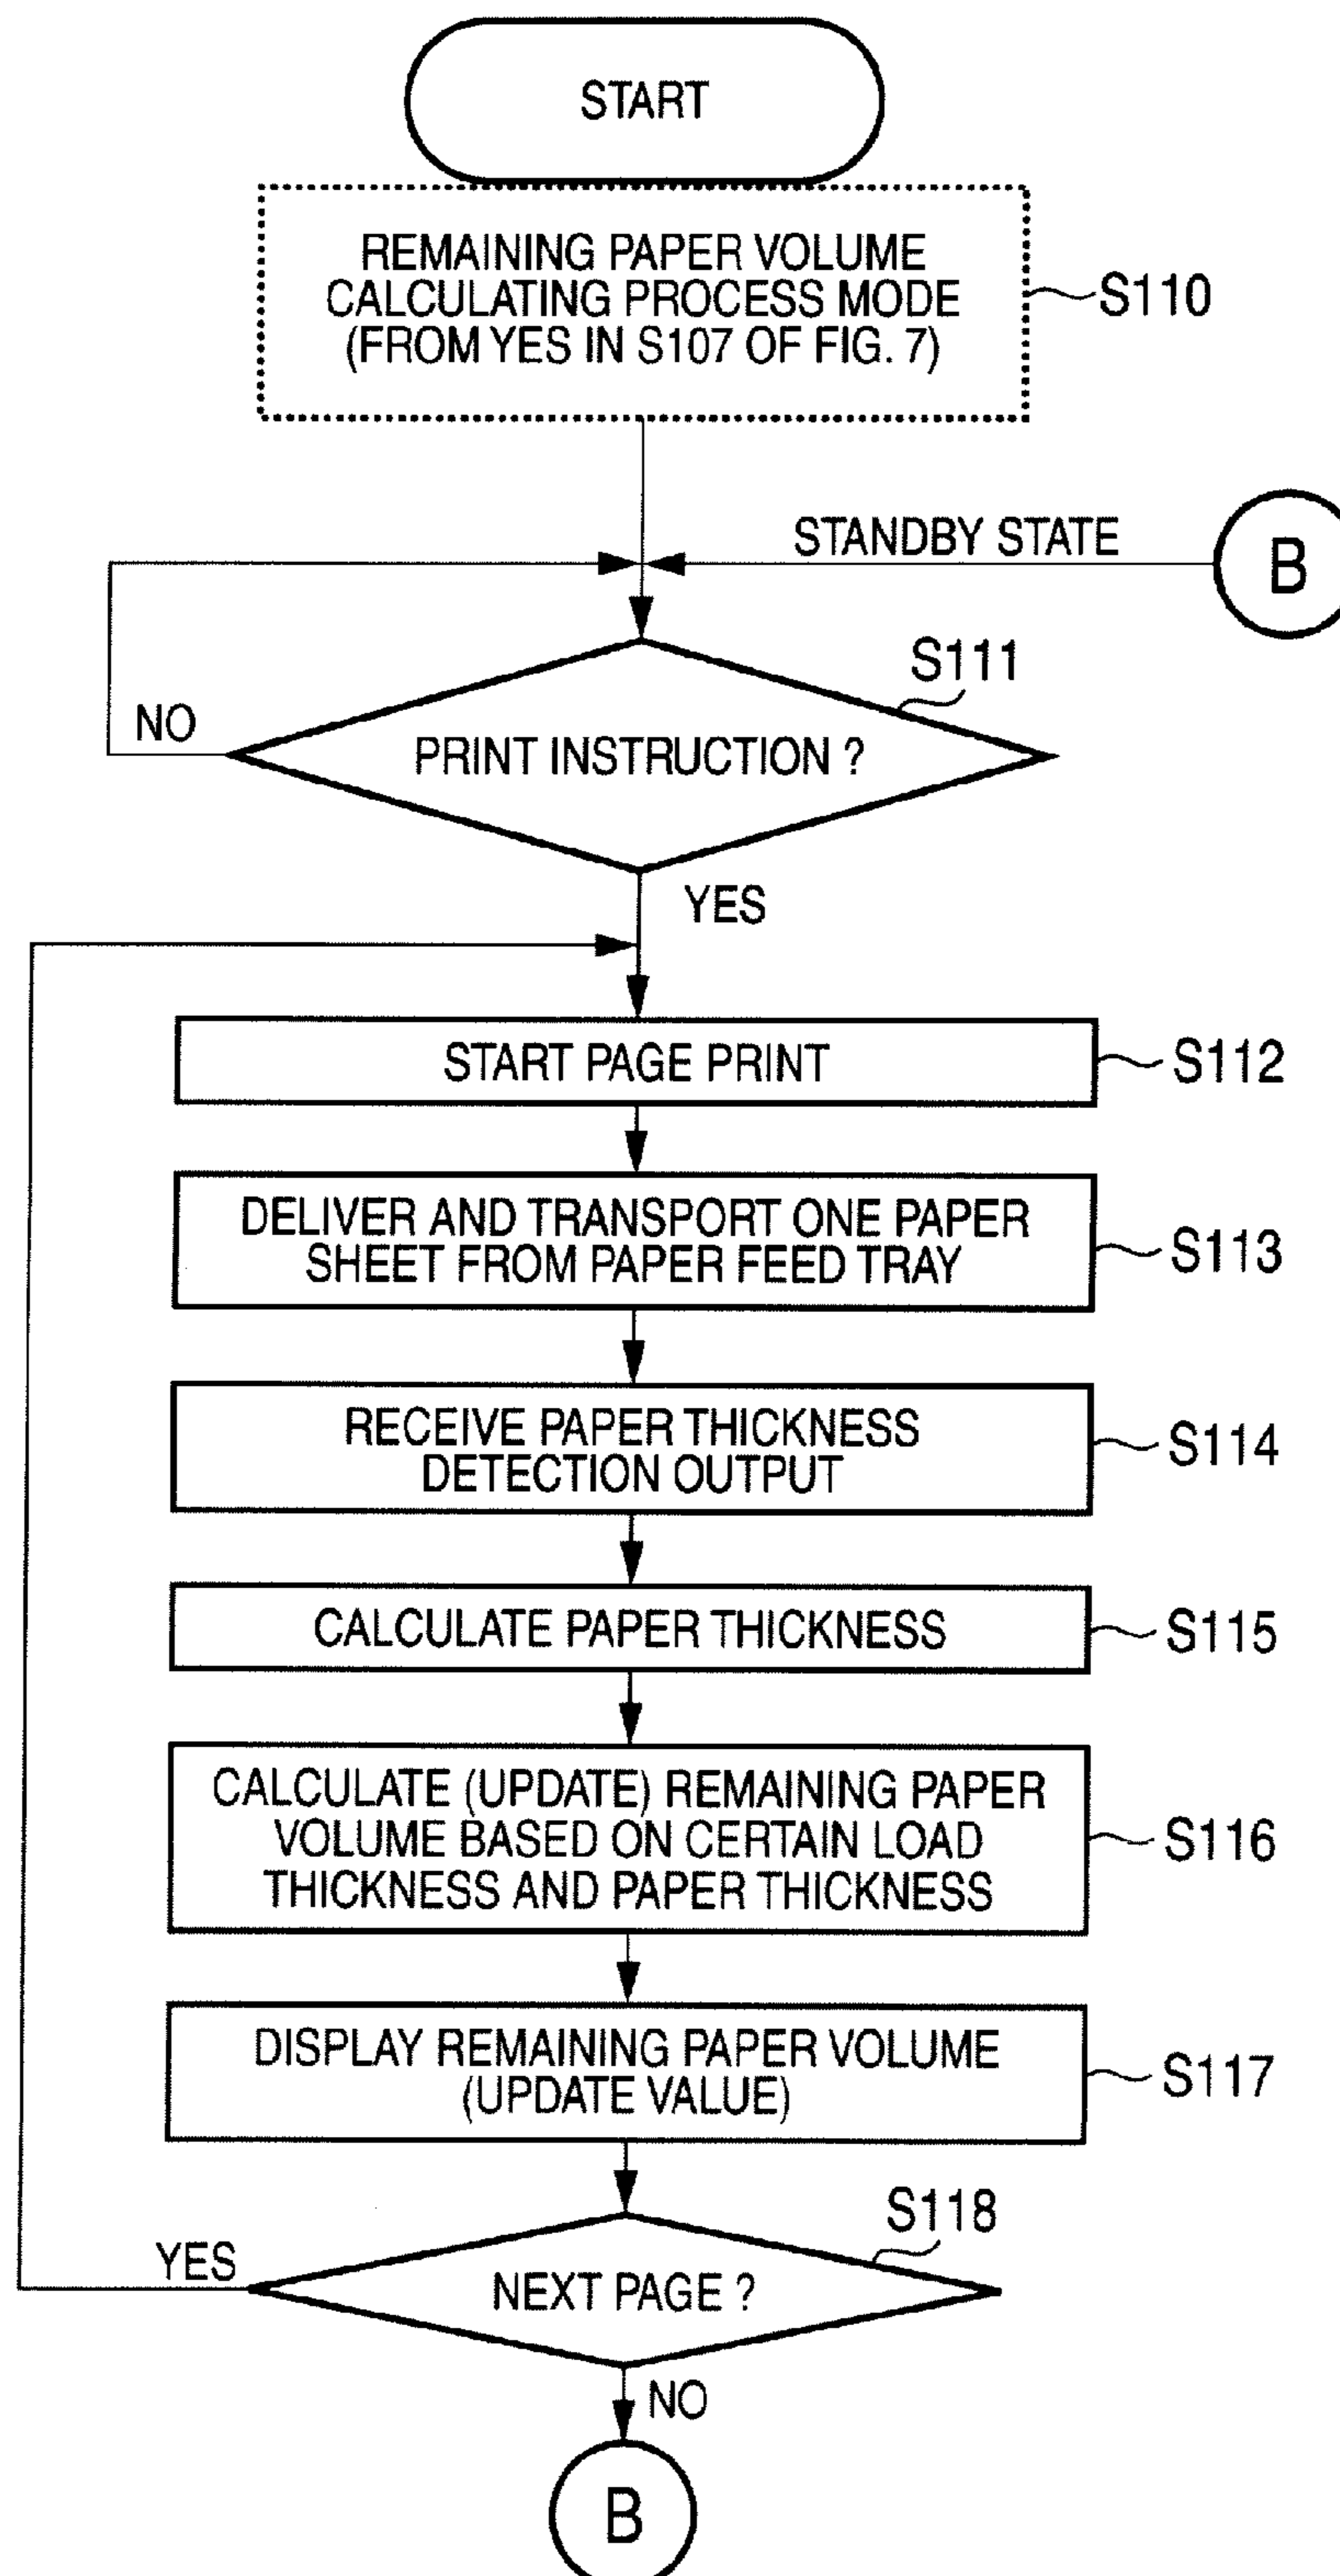 START
REMAINING PAPER VOLUME
CALCULATING PROCESS MODE
(FROM YES IN S107 OF FIG. 7)
S110
STANDBY STATE
B
S111
NO
PRINT INSTRUCTION ?
YES
START PAGE PRINT
S112
DELIVER AND TRANSPORT ONE PAPER
SHEET FROM PAPER FEED TRAY
S113
RECEIVE PAPER THICKNESS
DETECTION OUTPUT
S114
CALCULATE PAPER THICKNESS
S115
CALCULATE (UPDATE) REMAINING PAPER
VOLUME BASED ON CERTAIN LOAD
THICKNESS AND PAPER THICKNESS
S116
DISPLAY REMAINING PAPER VOLUME
(UPDATE VALUE)
S117
S118
YES
NEXT PAGE ?
NO
B